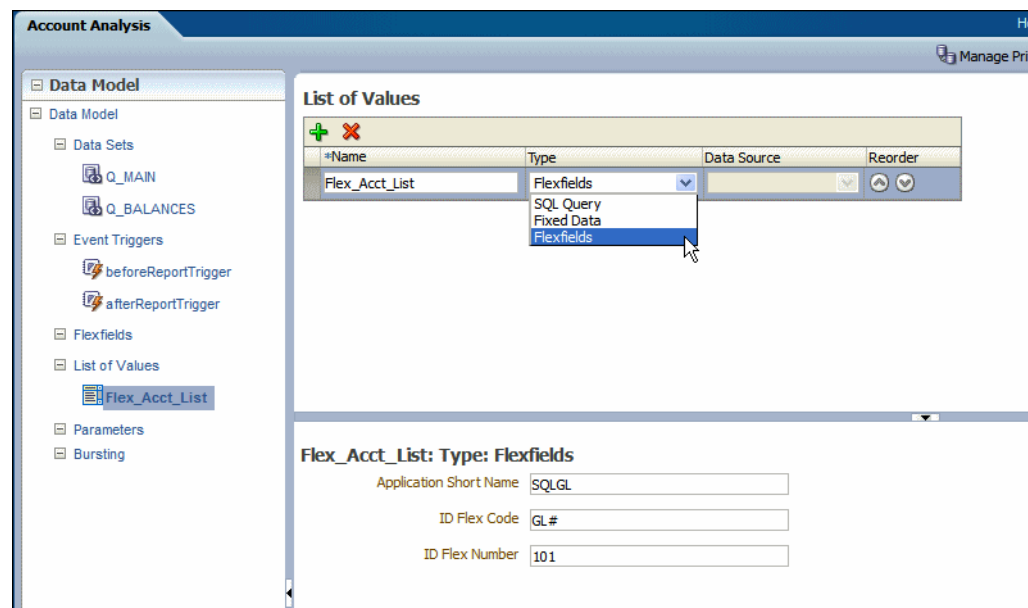 Account Analysis
Manage Pri
Data Model
Data Model
Data Sets
Q_MAIN
Q_BALANCES
Event Triggers
beforeReportTrigger
afterReportTrigger
Flexfields
List of Values
Flex_Acct_List
Parameters
Bursting
List of Values
*Name Type Data Source Reorder
Flex_Acct_List Flexfields
SQL Query
Fixed Data
Flexfields
Flex_Acct_List: Type: Flexfields
Application Short Name SQLGL
ID Flex Code GL#
ID Flex Number 101